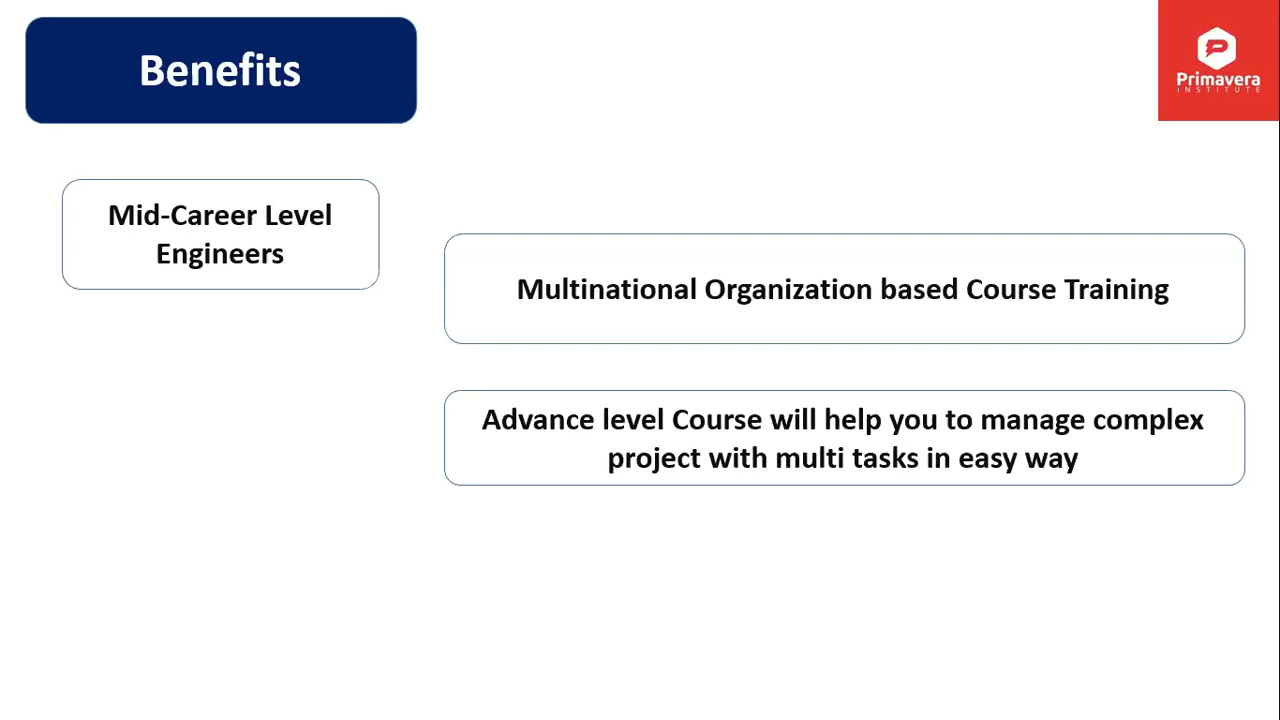 Benefits
Primavera
INSTITUTE
Mid-Career Level
Engineers
Multinational Organization based Course Training
Advance level Course will help you to manage complex
project with multi tasks in easy way